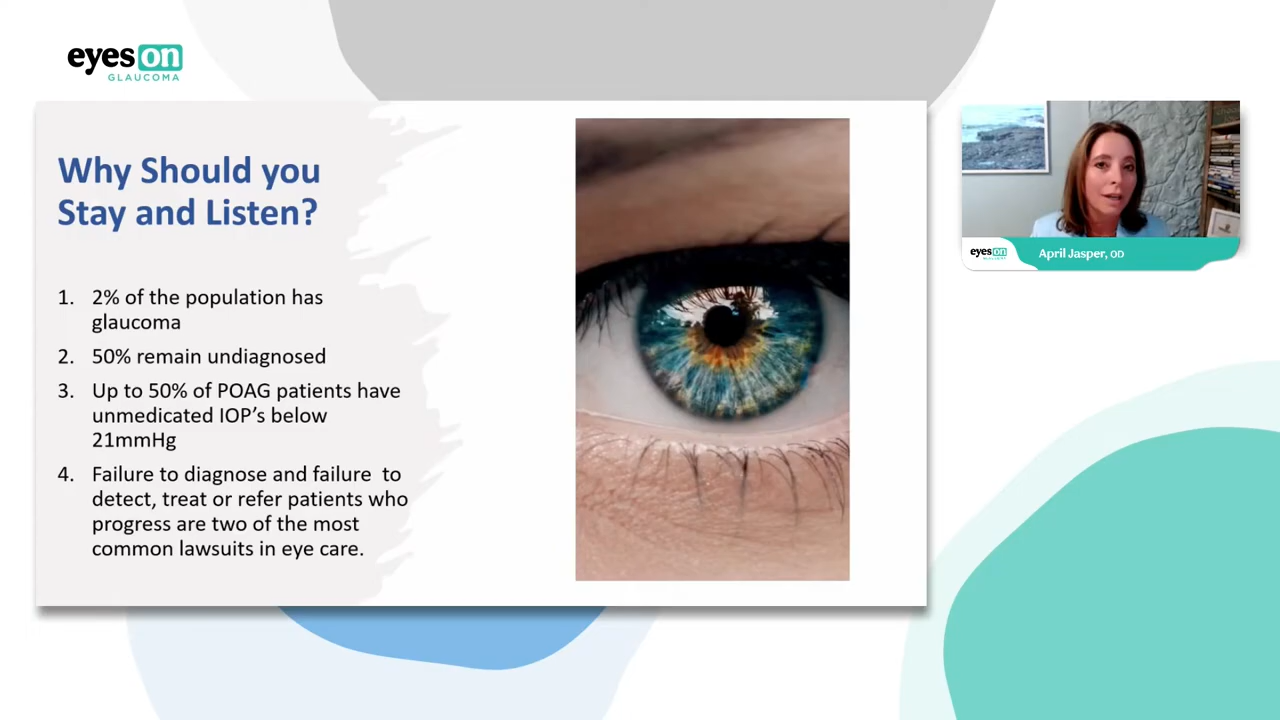 eyes on
GLAUCOMA
Why Should you
Stay and Listen?
1. 2% of the population has
glaucoma
2. 50% remain undiagnosed
3. Up to 50% of POAG patients have
unmedicated IOP’s below
21mmHg
4. Failure to diagnose and failure  to
detect, treat or refer patients who
progress are two of the most
common lawsuits in eye care.
eyes on
April Jasper, OD